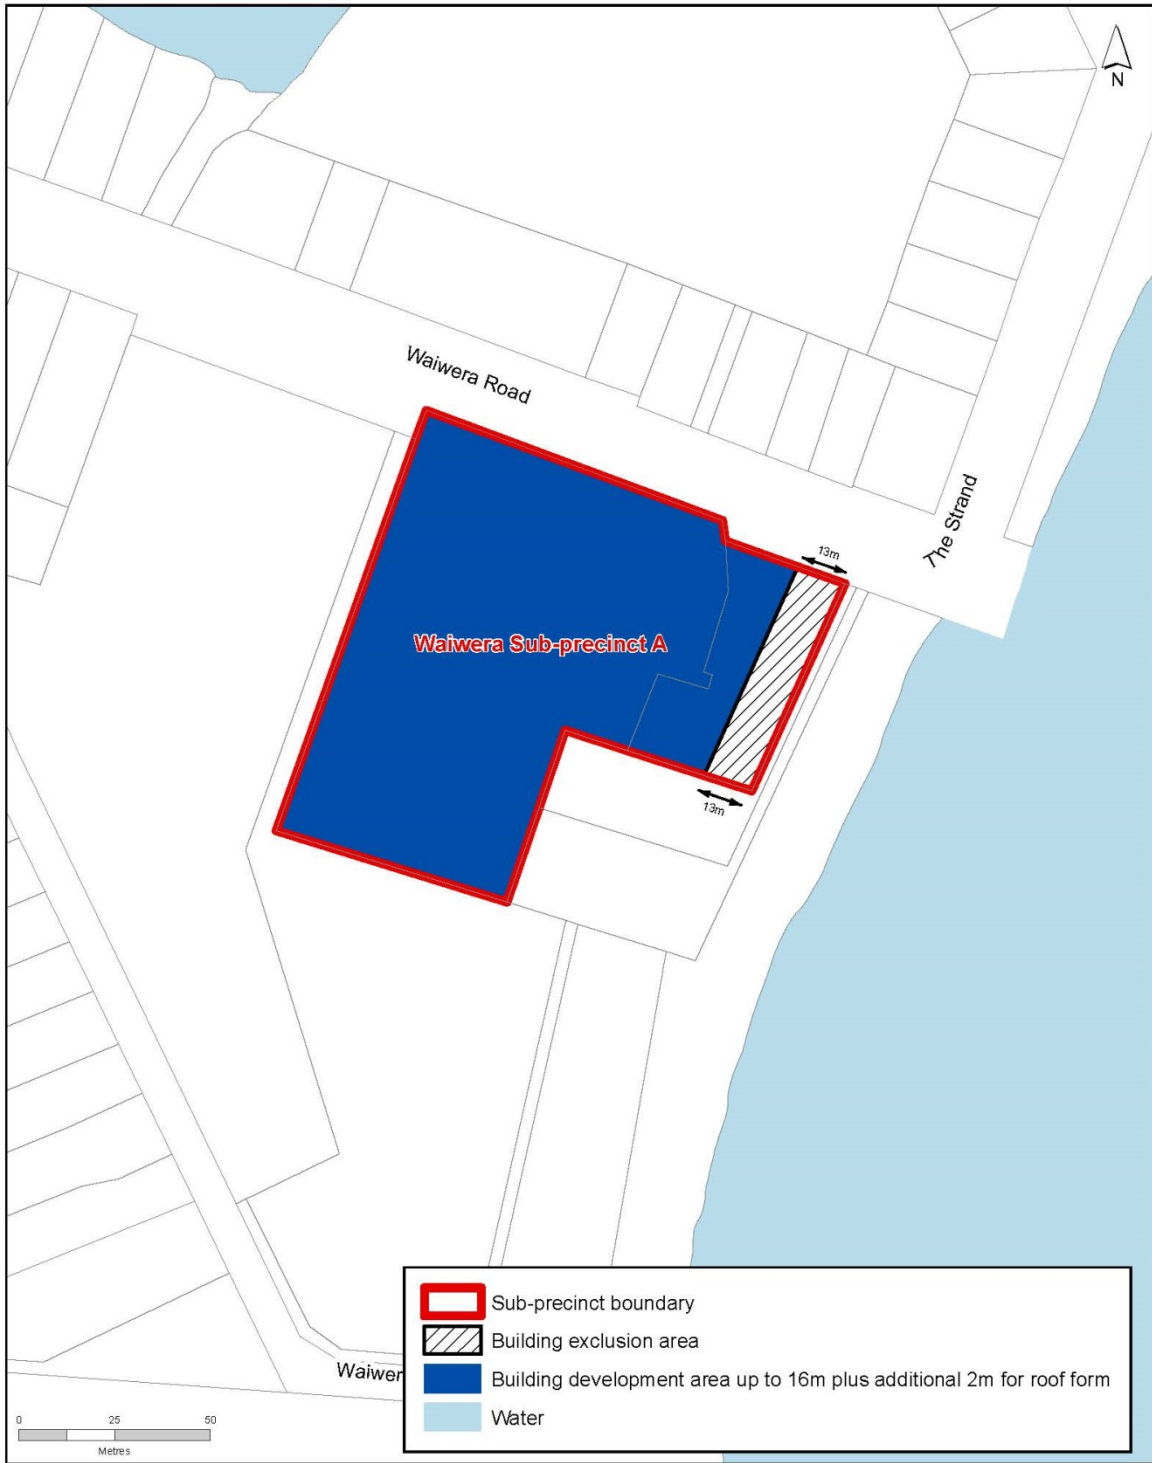 N
Waiwera Road
The Strand
13m
Waiwera Sub-precinct A
13m
Sub-precinct boundary
Building exclusion area
Building development area up to 16m plus additional 2m for roof form
Water
Waiwer
0 25 50
Metres